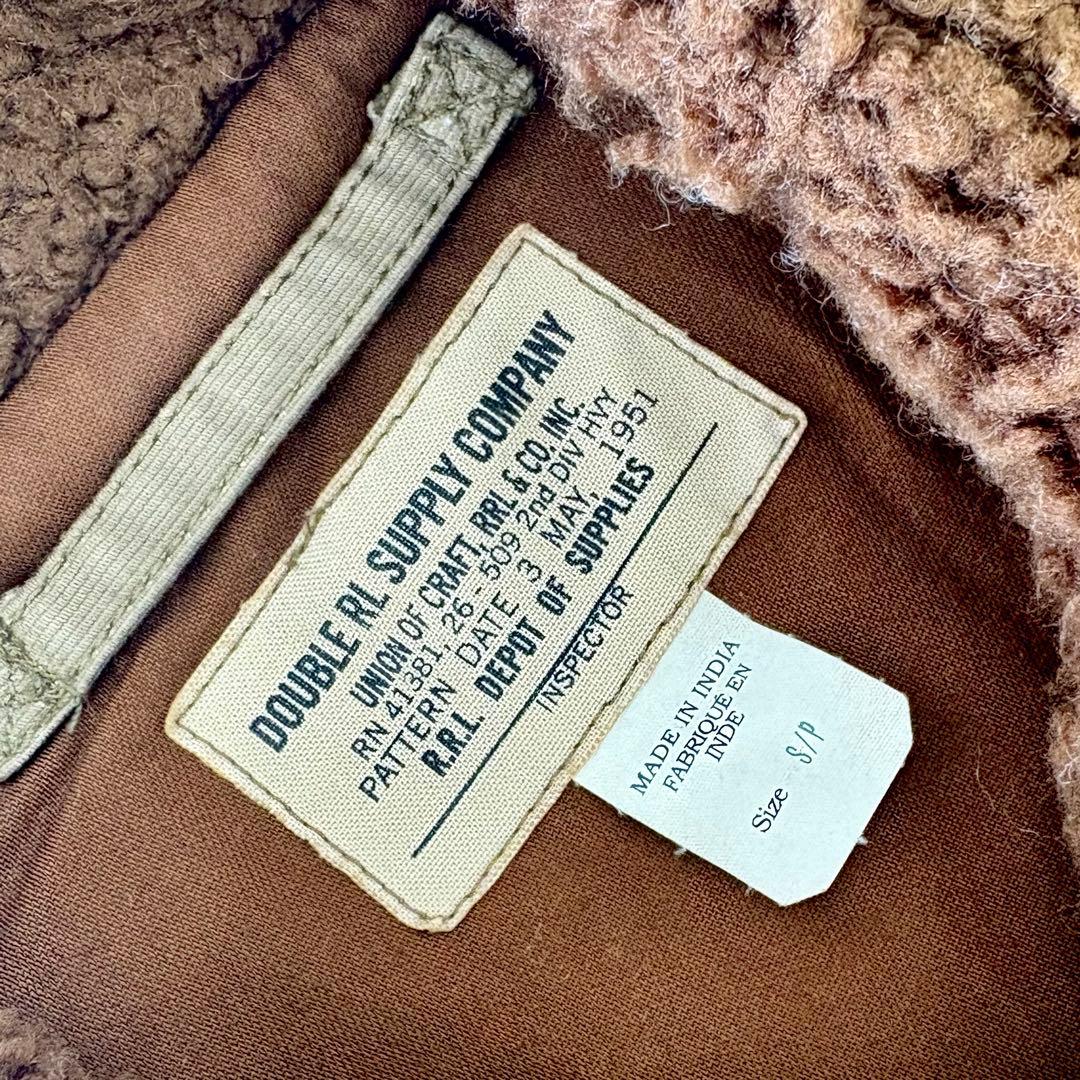 DOUBLE RL SUPPLY COMPANY
UNION OF CRAFT, RRL & CO. INC.
RN 41381, 26-509 2nd DIV HVY
PATTERN DATE 3 MAY, 1951
R.R.L. DEPOT OF SUPPLIES
INSPECTOR
MADE IN INDIA
FABRIQUÉ EN
INDE
Size S/P